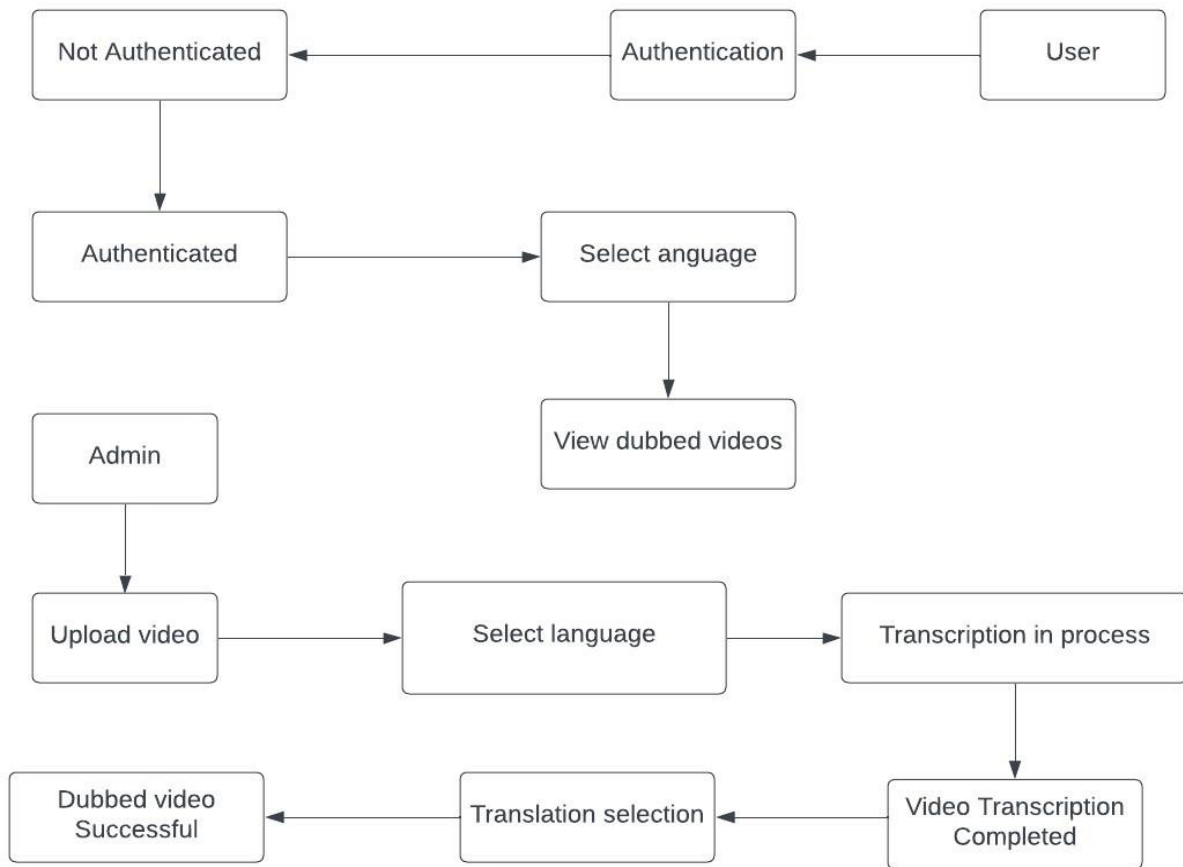 Not Authenticated
Authentication
User
Authenticated
Select anguage
View dubbed videos
Admin
Upload video
Select language
Transcription in process
Dubbed video
Successful
Translation selection
Video Transcription
Completed